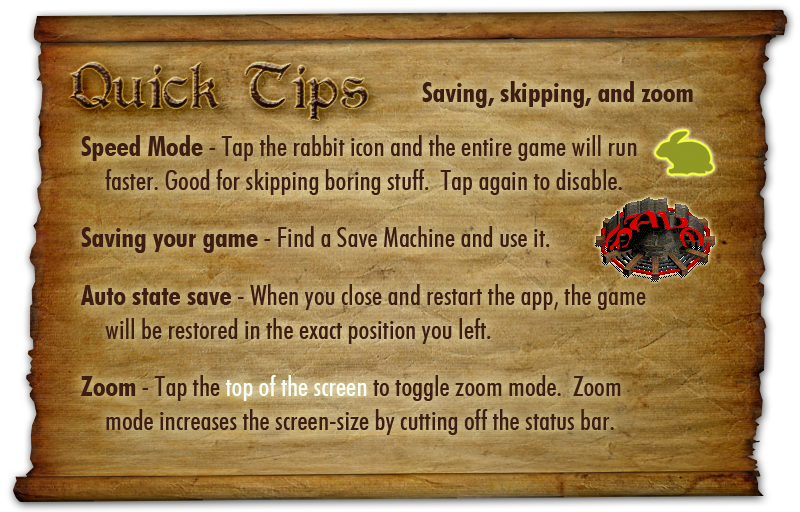 Quick Tips
Saving, skipping, and zoom
Speed Mode - Tap the rabbit icon and the entire game will run
faster. Good for skipping boring stuff.  Tap again to disable.
Saving your game - Find a Save Machine and use it.
SAVE
Auto state save - When you close and restart the app, the game
will be restored in the exact position you left.
Zoom - Tap the top of the screen to toggle zoom mode.  Zoom
mode increases the screen-size by cutting off the status bar.